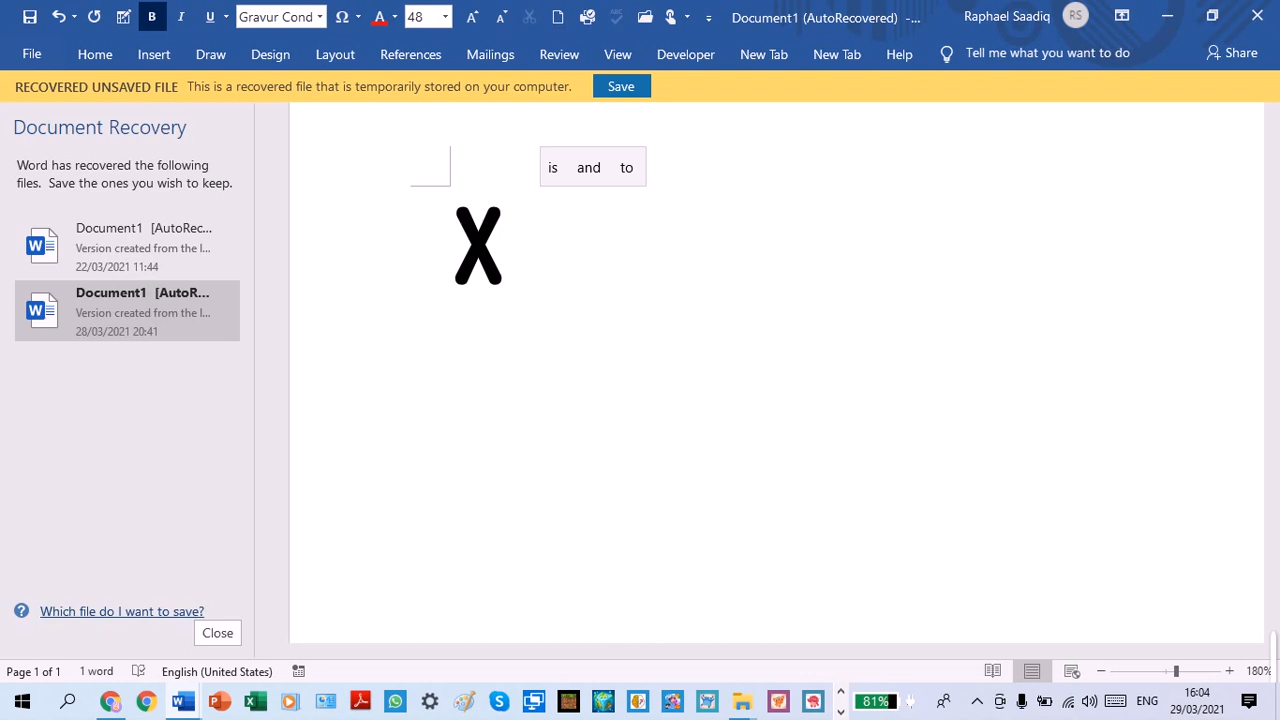 Gravur Cond
48
Document1 (AutoRecovered) -...
Raphael Saadiq
RS
File Home Insert Draw Design Layout References Mailings Review View Developer New Tab New Tab Help Tell me what you want to do Share
RECOVERED UNSAVED FILE This is a recovered file that is temporarily stored on your computer. Save
Document Recovery
Word has recovered the following
files. Save the ones you wish to keep.
Document1 [AutoRec...
Version created from the l...
22/03/2021 11:44
Document1 [AutoR...
Version created from the l...
28/03/2021 20:41
Which file do I want to save?
Close
is and to
X
Page 1 of 1 1 word English (United States) 180%
81% ENG 16:04
29/03/2021